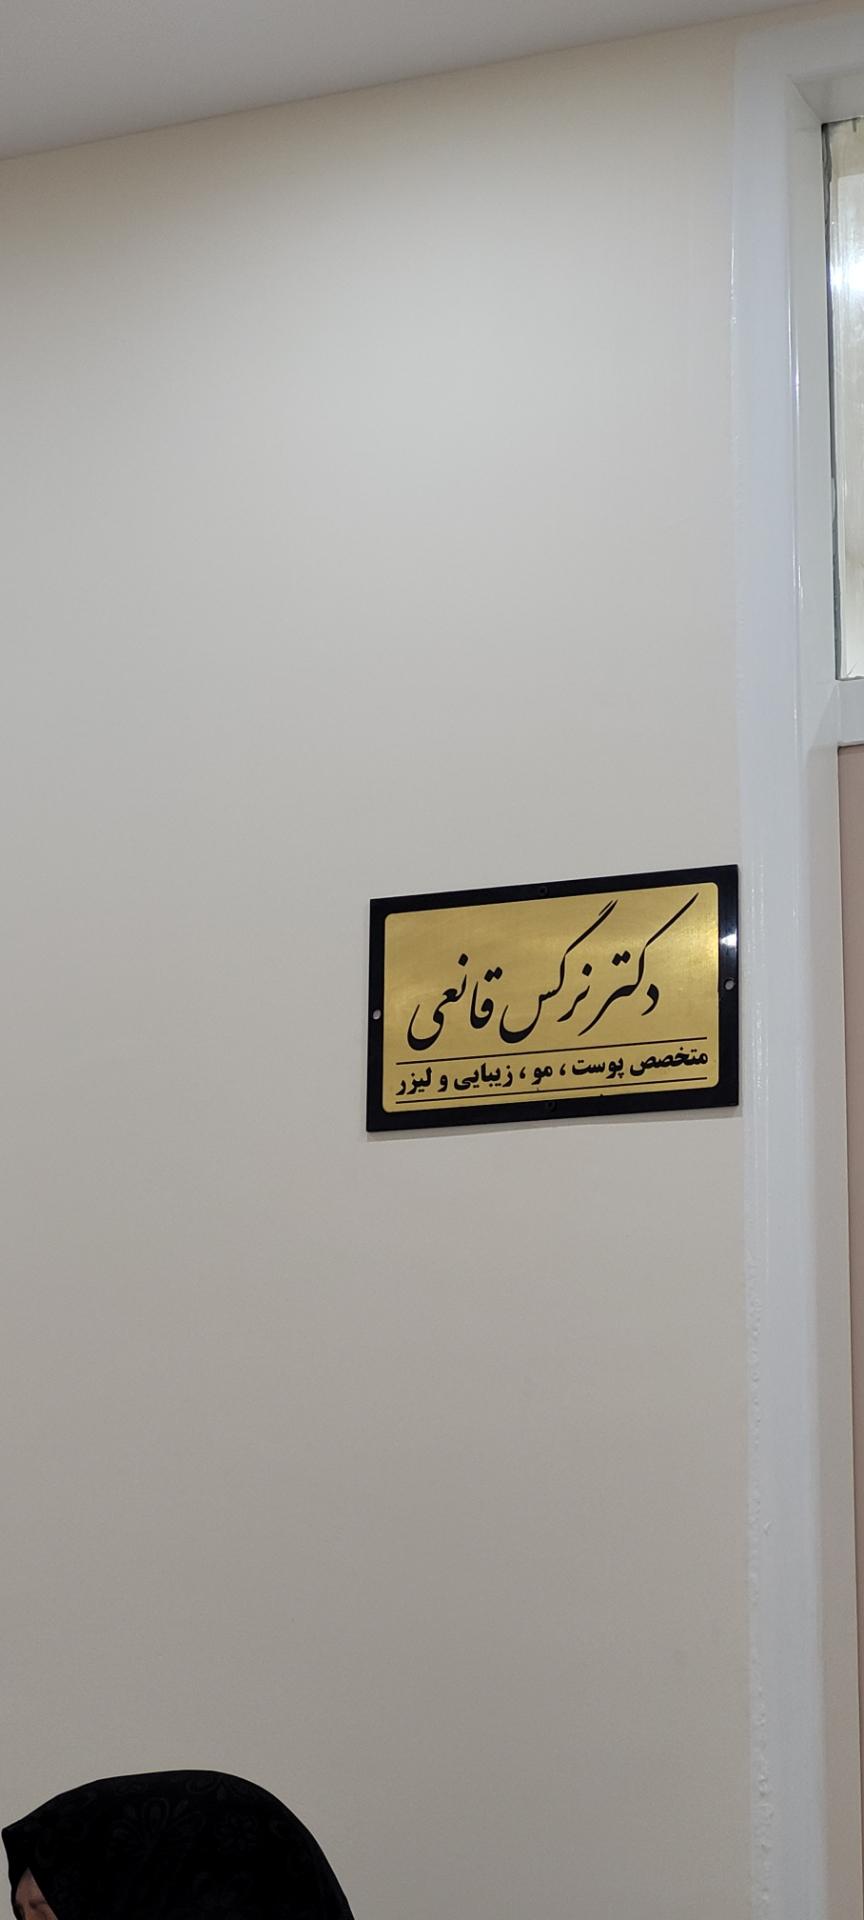 دکتر نرگس قانعی
متخصص پوست ، مو ، زیبایی و لیزر